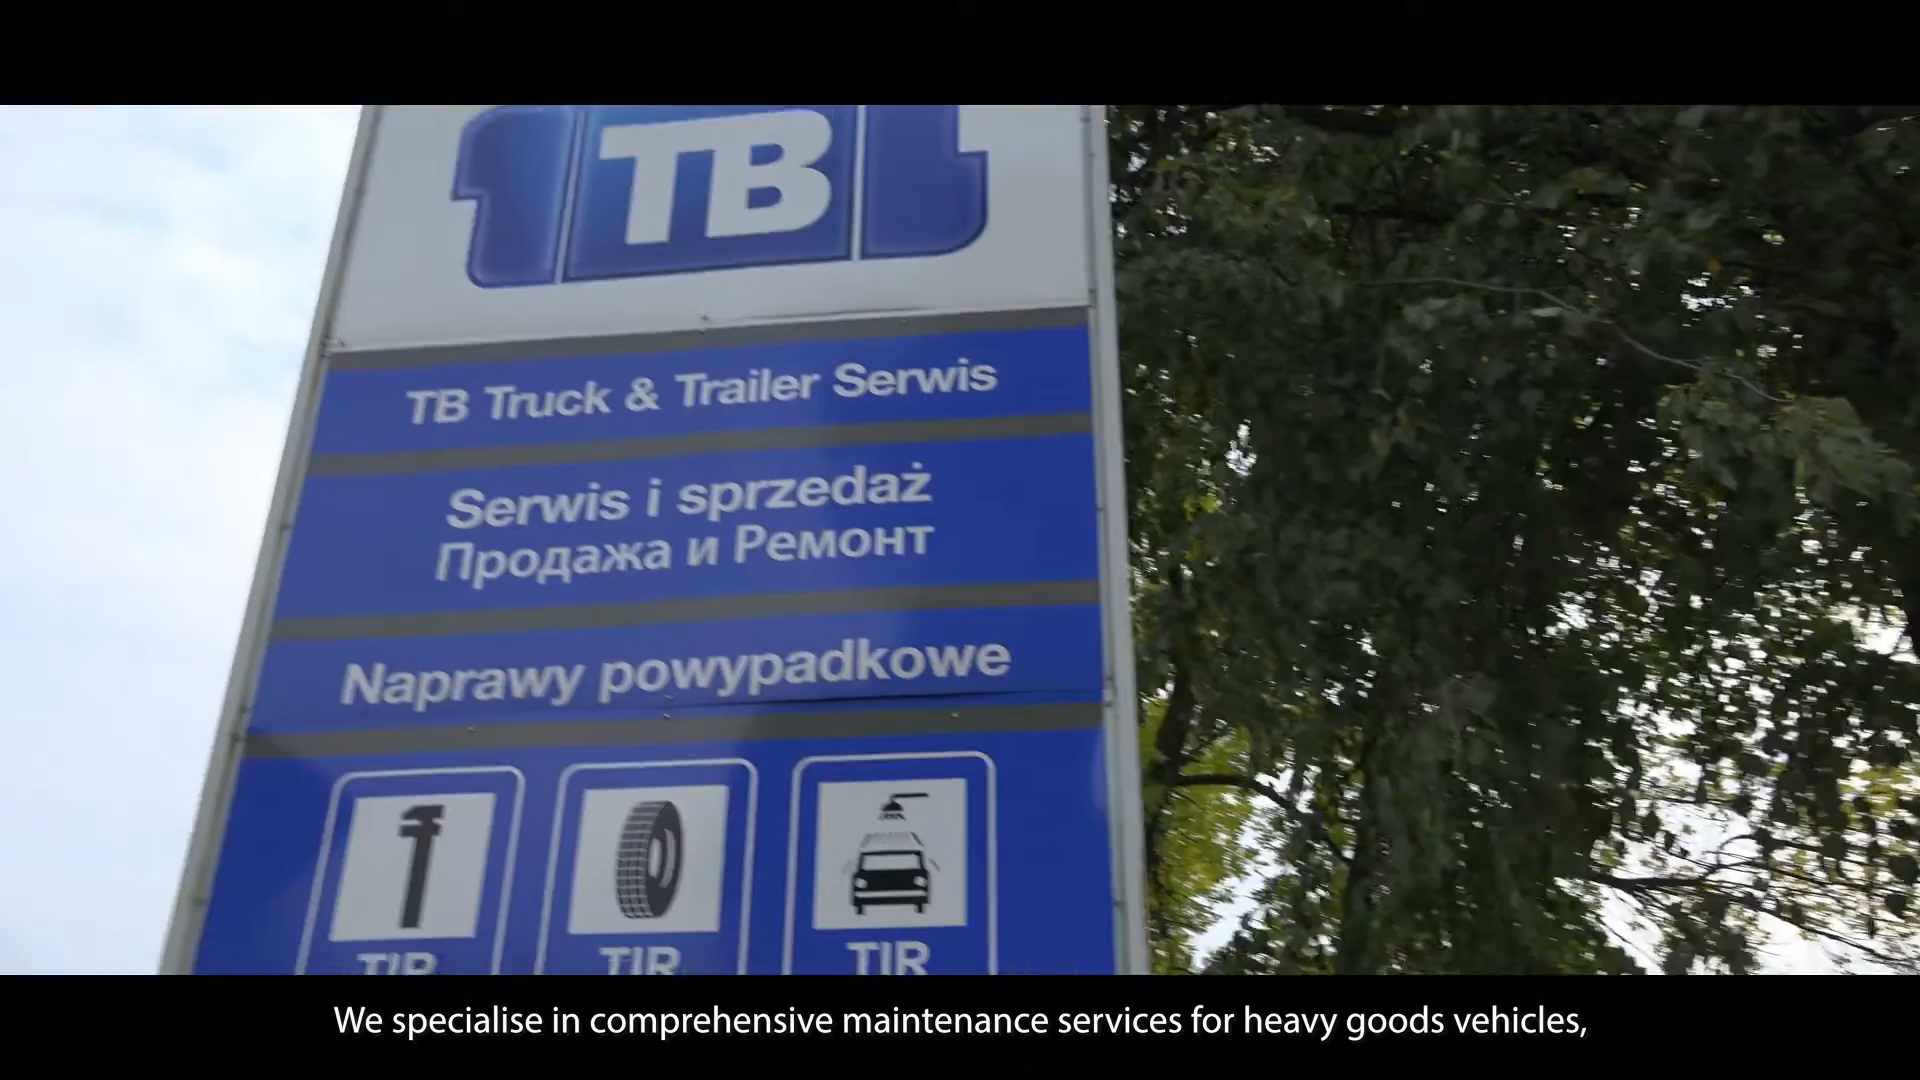 TB
TB Truck & Trailer Serwis
Serwis i sprzedaż
Продажа и Ремонт
Naprawy powypadkowe
TIR TIR TIR
We specialise in comprehensive maintenance services for heavy goods vehicles,